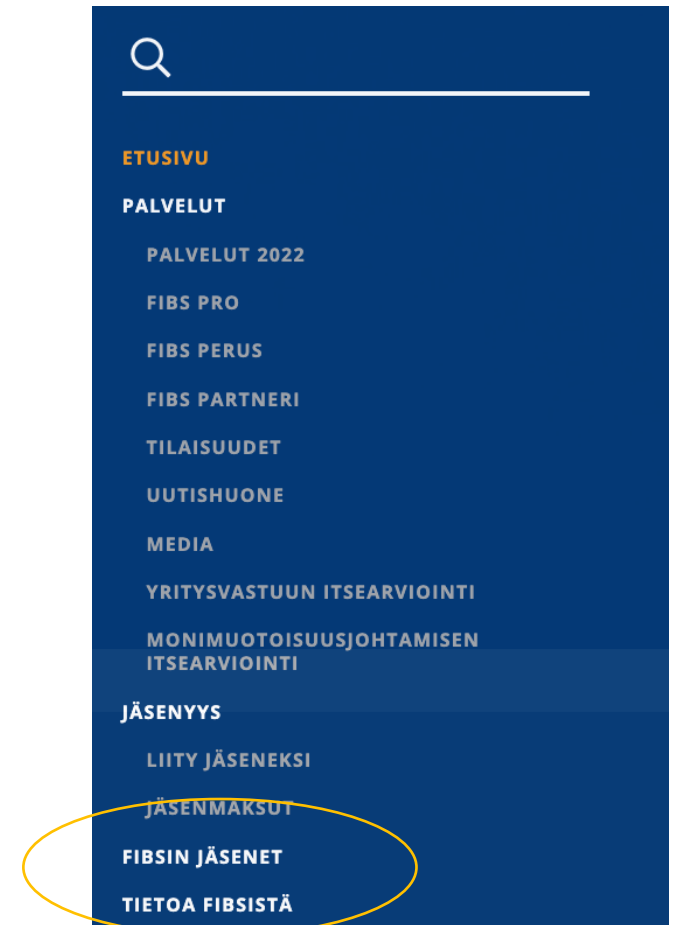 ETUSIVU
PALVELUT
PALVELUT 2022
FIBS PRO
FIBS PERUS
FIBS PARTNERI
TILAISUUDET
UUTISHUONE
MEDIA
YRITYSVASTUUN ITSEARVIOINTI
MONIMUOTOISUUSJOHTAMISEN
ITSEARVIOINTI
JÄSENYYS
LIITY JÄSENEKSI
JÄSENMAKSUT
FIBSIN JÄSENET
TIETOA FIBSISTÄ